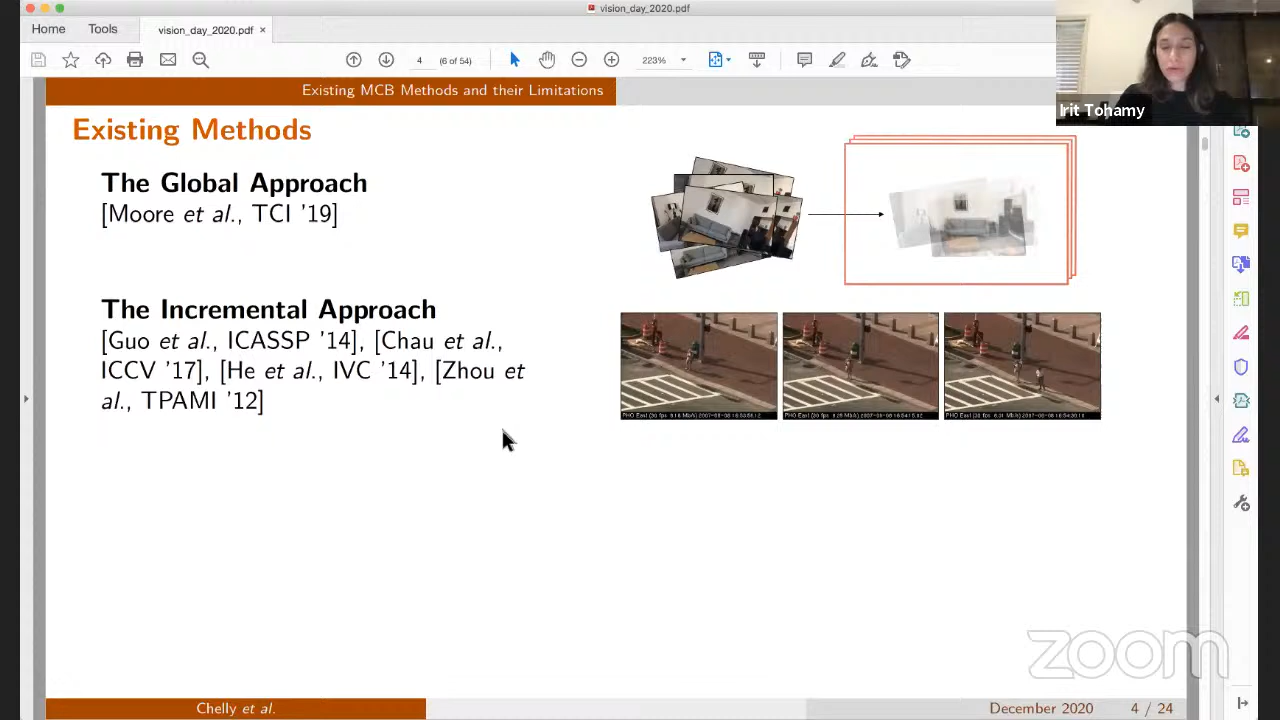 vision_day_2020.pdf
Home
Tools
vision_day_2020.pdf ×
4
(6 of 54)
223%
Irit Tohamy
Existing MCB Methods and their Limitations
Existing Methods
The Global Approach
[Moore et al., TCI '19]
The Incremental Approach
[Guo et al., ICASSP '14], [Chau et al.,
ICCV '17], [He et al., IVC '14], [Zhou et
al., TPAMI '12]
zoom
Chelly et al.
December 2020
4 / 24